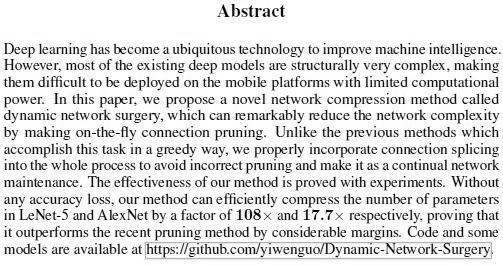 Abstract
Deep learning has become a ubiquitous technology to improve machine intelligence.
However, most of the existing deep models are structurally very complex, making
them difficult to be deployed on the mobile platforms with limited computational
power. In this paper, we propose a novel network compression method called
dynamic network surgery, which can remarkably reduce the network complexity
by making on-the-fly connection pruning. Unlike the previous methods which
accomplish this task in a greedy way, we properly incorporate connection splicing
into the whole process to avoid incorrect pruning and make it as a continual network
maintenance. The effectiveness of our method is proved with experiments. Without
any accuracy loss, our method can efficiently compress the number of parameters
in LeNet-5 and AlexNet by a factor of 108× and 17.7× respectively, proving that
it outperforms the recent pruning method by considerable margins. Code and some
models are available at https://github.com/yiwenguo/Dynamic-Network-Surgery.